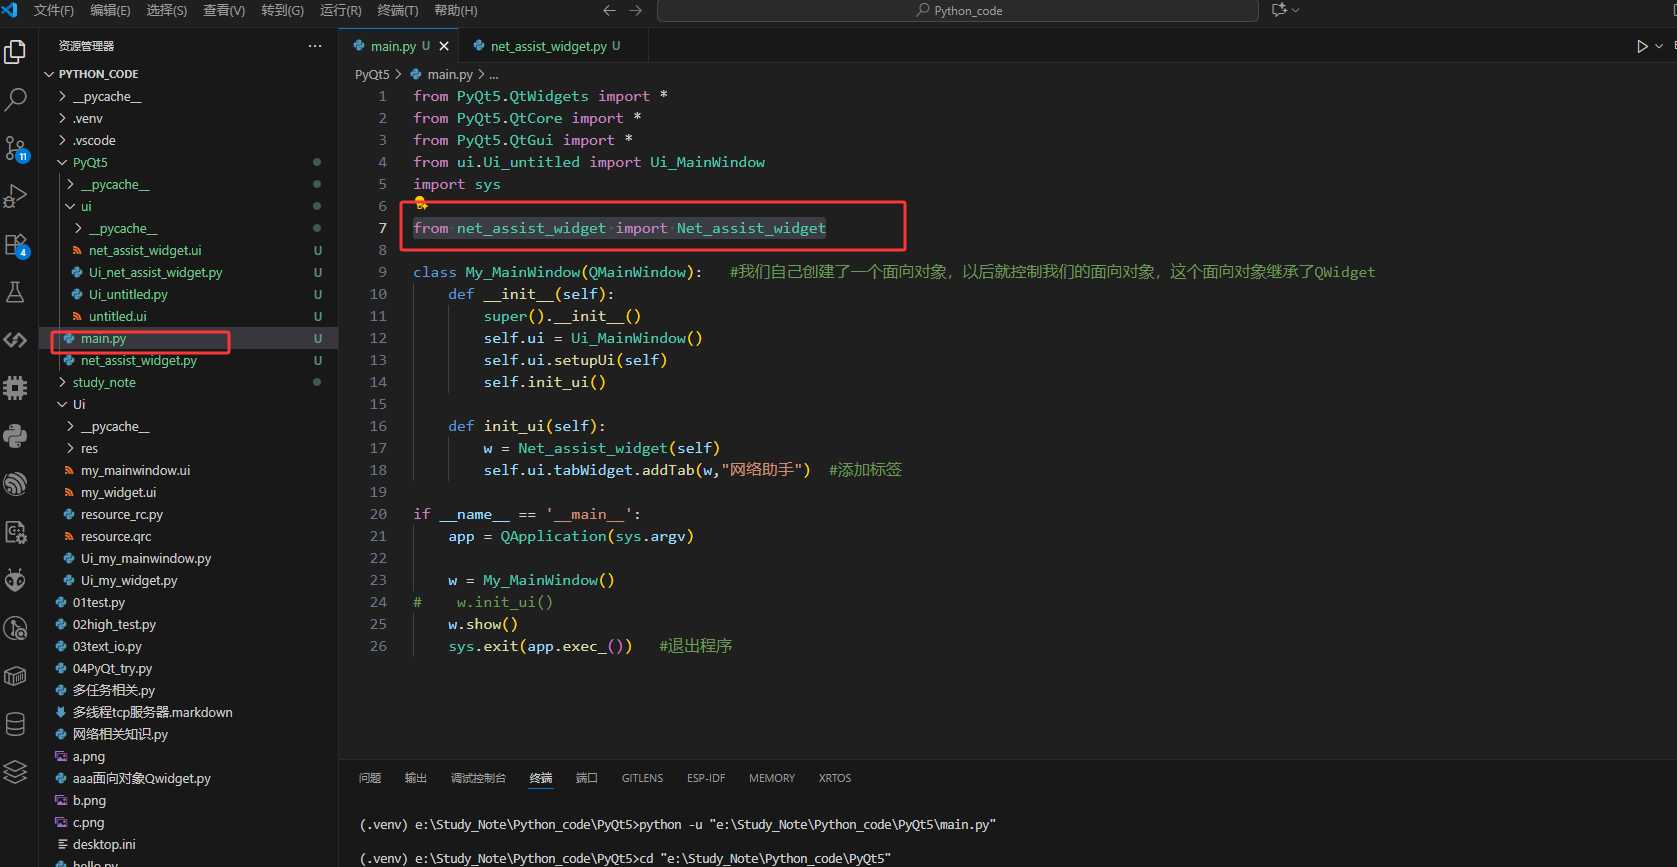 文件(F) 编辑(E) 选择(S) 查看(V) 转到(G) 运行(R) 终端(T) 帮助(H) Python_code
资源管理器
main.py U
net_assist_widget.py U
PYTHON_CODE
__pycache__
.venv
.vscode
PyQt5
__pycache__
ui
__pycache__
net_assist_widget.ui U
Ui_net_assist_widget.py U
Ui_untitled.py U
untitled.ui U
main.py U
net_assist_widget.py U
study_note
Ui
__pycache__
res
my_mainwindow.ui
my_widget.ui
resource_rc.py
resource.qrc
Ui_my_mainwindow.py
Ui_my_widget.py
01test.py
02high_test.py
03text_io.py
04PyQt_try.py
多任务相关.py
多线程tcp服务器.markdown
网络相关知识.py
a.png
aaa面向对象Qwidget.py
b.png
c.png
desktop.ini
hello.py
11
4
PyQt5 > main.py > ...
1 from PyQt5.QtWidgets import *
2 from PyQt5.QtCore import *
3 from PyQt5.QtGui import *
4 from ui.Ui_untitled import Ui_MainWindow
5 import sys
6
7 from net_assist_widget import Net_assist_widget
8
9 class My_MainWindow(QMainWindow): #我们自己创建了一个面向对象，以后就控制我们的面向对象，这个面向对象继承了QWidget
10 def __init__(self):
11 super().__init__()
12 self.ui = Ui_MainWindow()
13 self.ui.setupUi(self)
14 self.init_ui()
15
16 def init_ui(self):
17 w = Net_assist_widget(self)
18 self.ui.tabWidget.addTab(w,"网络助手") #添加标签
19
20 if __name__ == '__main__':
21 app = QApplication(sys.argv)
22
23 w = My_MainWindow()
24 # w.init_ui()
25 w.show()
26 sys.exit(app.exec_()) #退出程序
问题 输出 调试控制台 终端 端口 GITLENS ESP-IDF MEMORY XRTOS
(.venv) e:\Study_Note\Python_code\PyQt5>python -u "e:\Study_Note\Python_code\PyQt5\main.py"
(.venv) e:\Study_Note\Python_code\PyQt5>cd "e:\Study_Note\Python_code\PyQt5"